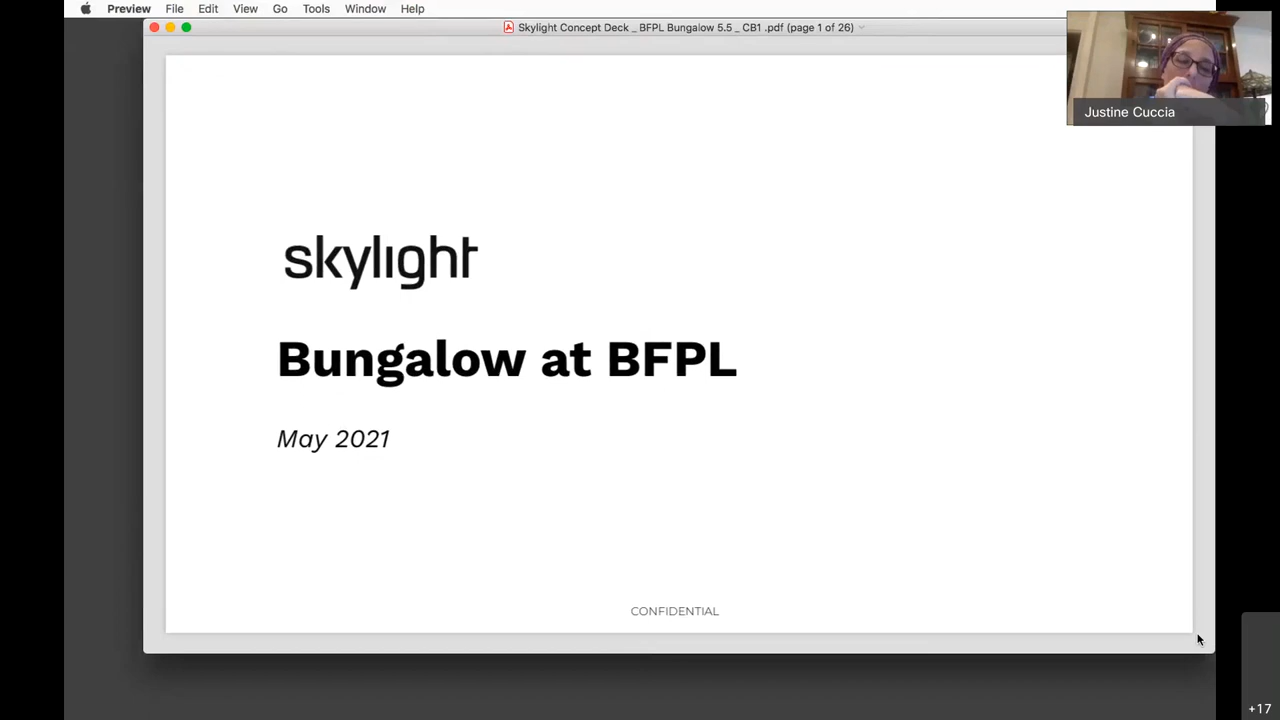 Preview File Edit View Go Tools Window Help
Skylight Concept Deck _ BFPL Bungalow 5.5 _ CB1 .pdf (page 1 of 26)
Justine Cuccia
skylight
Bungalow at BFPL
May 2021
CONFIDENTIAL
+17